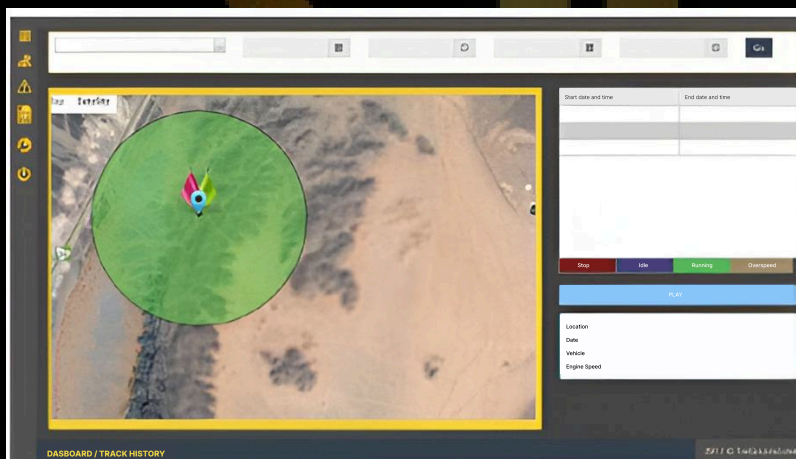 Start date and time End date and time
Stop Idle Running Overspeed
PLAY
Location
Date
Vehicle
Engine Speed
DASBOARD / TRACK HISTORY